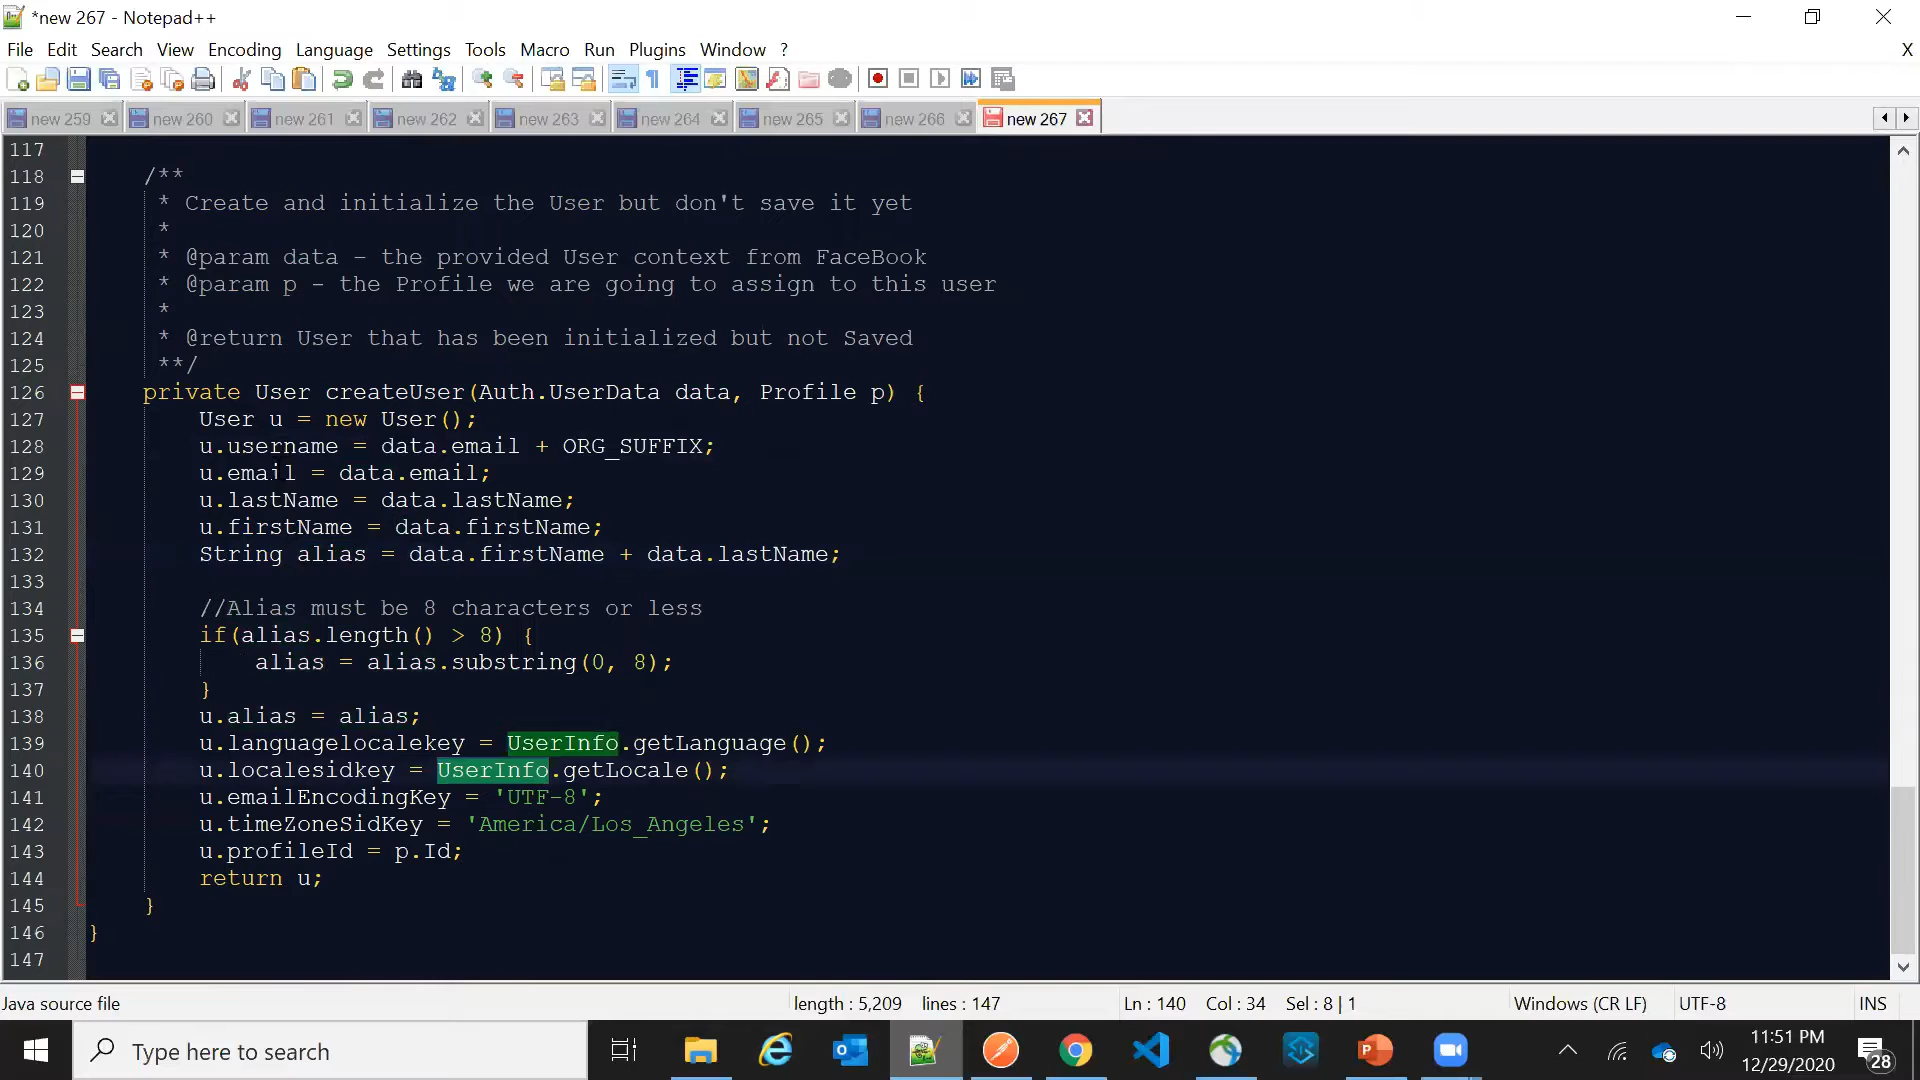 *new 267 - Notepad++
File Edit Search View Encoding Language Settings Tools Macro Run Plugins Window ? X
new 259 new 260 new 261 new 262 new 263 new 264 new 265 new 266 new 267
117
118 /**
119 * Create and initialize the User but don't save it yet
120 *
121 * @param data – the provided User context from FaceBook
122 * @param p - the Profile we are going to assign to this user
123 *
124 * @return User that has been initialized but not Saved
125 **/
126 private User createUser(Auth.UserData data, Profile p) {
127 User u = new User();
128 u.username = data.email + ORG_SUFFIX;
129 u.email = data.email;
130 u.lastName = data.lastName;
131 u.firstName = data.firstName;
132 String alias = data.firstName + data.lastName;
133
134 //Alias must be 8 characters or less
135 if(alias.length() > 8) {
136 alias = alias.substring(0, 8);
137 }
138 u.alias = alias;
139 u.languagelocalekey = UserInfo.getLanguage();
140 u.localesidkey = UserInfo.getLocale();
141 u.emailEncodingKey = 'UTF-8';
142 u.timeZoneSidKey = 'America/Los_Angeles';
143 u.profileId = p.Id;
144 return u;
145 }
146 }
147
Java source file length : 5,209 lines : 147 Ln : 140 Col : 34 Sel : 8 | 1 Windows (CR LF) UTF-8 INS
Type here to search
11:51 PM
12/29/2020
28